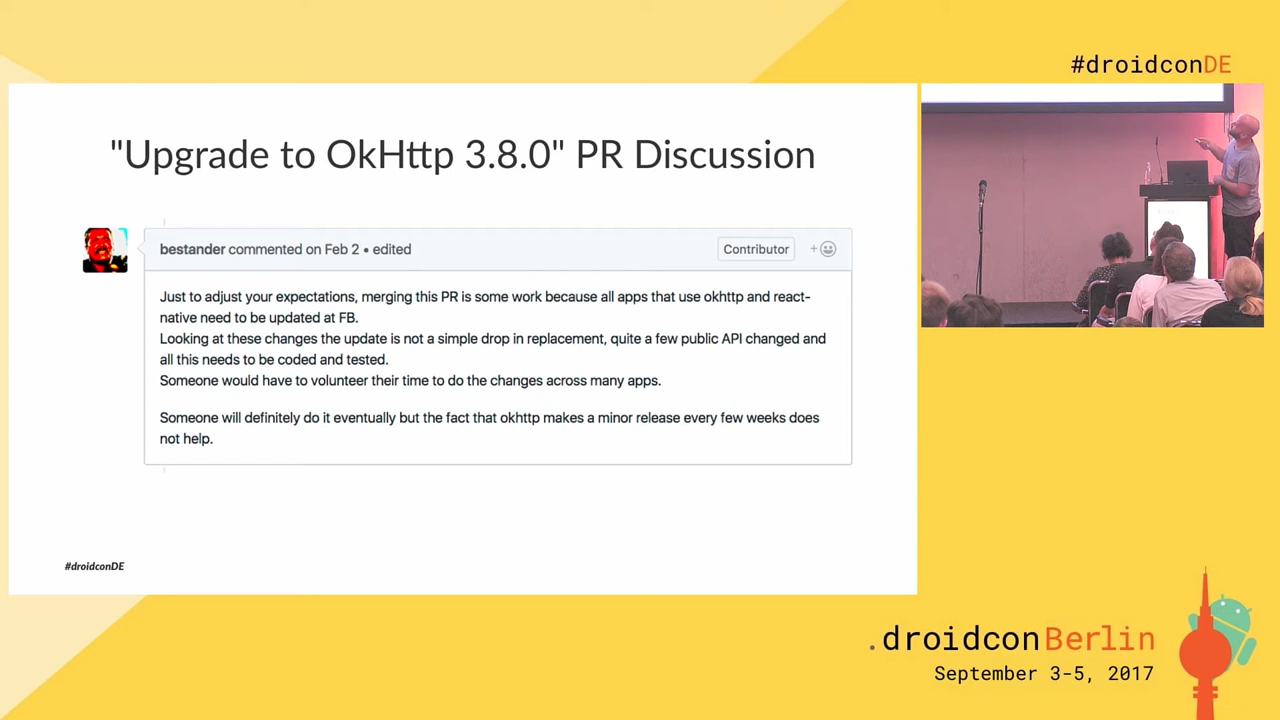 #droidconDE
"Upgrade to OkHttp 3.8.0" PR Discussion
bestander commented on Feb 2 • edited
Contributor
Just to adjust your expectations, merging this PR is some work because all apps that use okhttp and react-
native need to be updated at FB.
Looking at these changes the update is not a simple drop in replacement, quite a few public API changed and
all this needs to be coded and tested.
Someone would have to volunteer their time to do the changes across many apps.
Someone will definitely do it eventually but the fact that okhttp makes a minor release every few weeks does
not help.
#droidconDE
.droidconBerlin
September 3-5, 2017